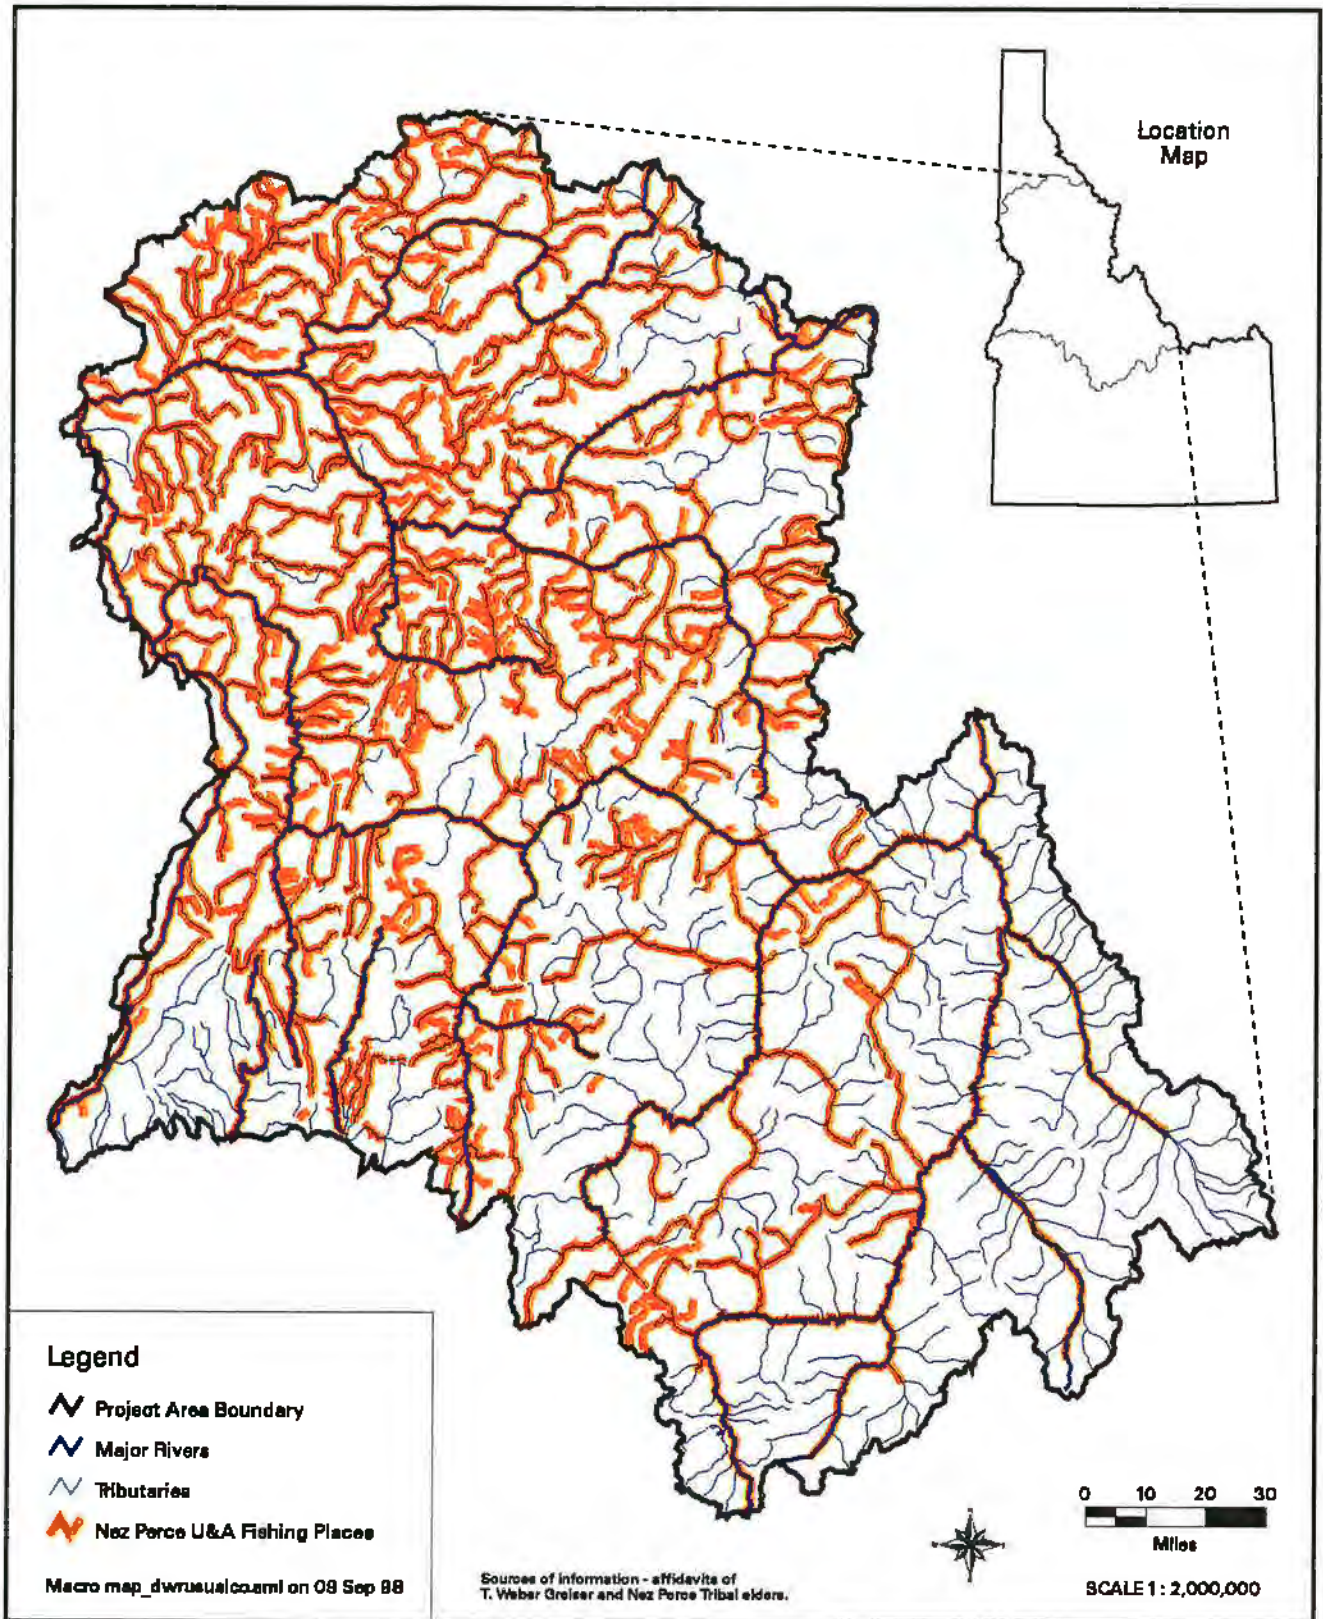 Location
Map
Legend
Project Area Boundary
Major Rivers
Tributaries
Nez Perce U&A Fishing Places
Macro map_dwrusualco.aml on 09 Sep 98
Sources of information - affidavits of
T. Weber Greiser and Nez Perce Tribal elders.
0 10 20 30
Miles
SCALE 1 : 2,000,000